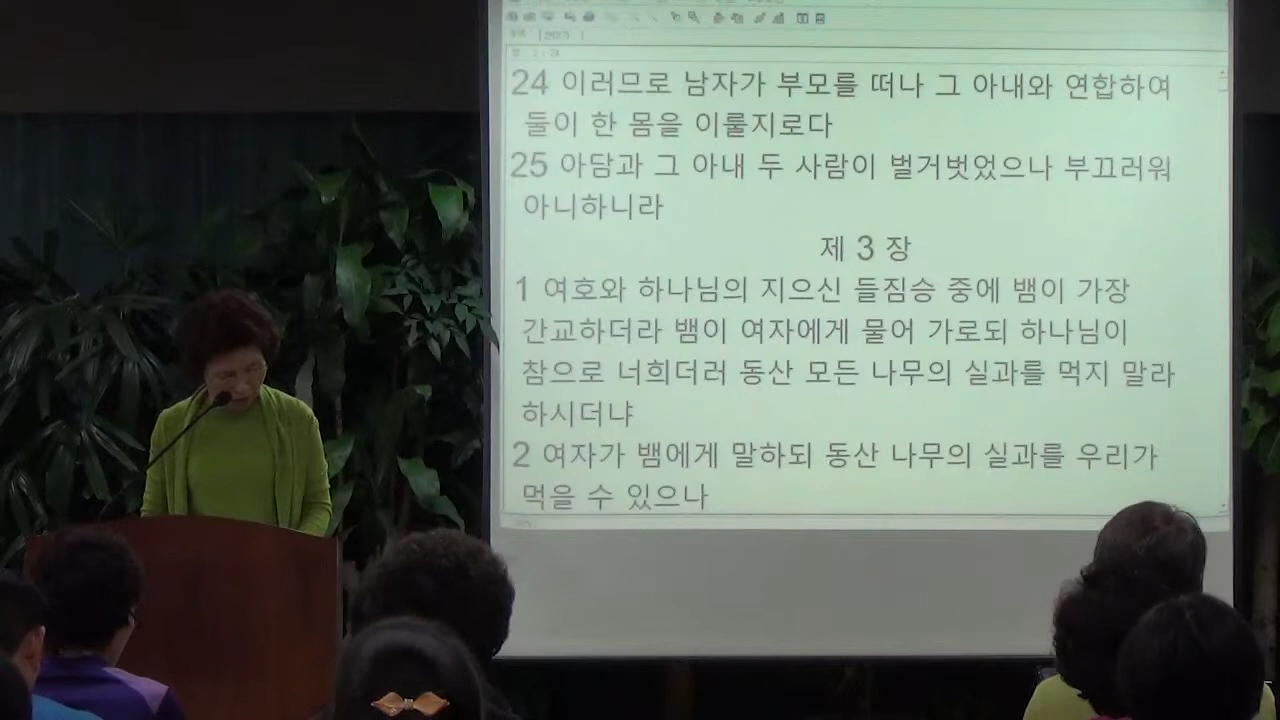 24 이러므로 남자가 부모를 떠나 그 아내와 연합하여
둘이 한 몸을 이룰지로다
25 아담과 그 아내 두 사람이 벌거벗었으나 부끄러워
아니하니라
제 3 장
1 여호와 하나님의 지으신 들짐승 중에 뱀이 가장
간교하더라 뱀이 여자에게 물어 가로되 하나님이
참으로 너희더러 동산 모든 나무의 실과를 먹지 말라
하시더냐
2 여자가 뱀에게 말하되 동산 나무의 실과를 우리가
먹을 수 있으나